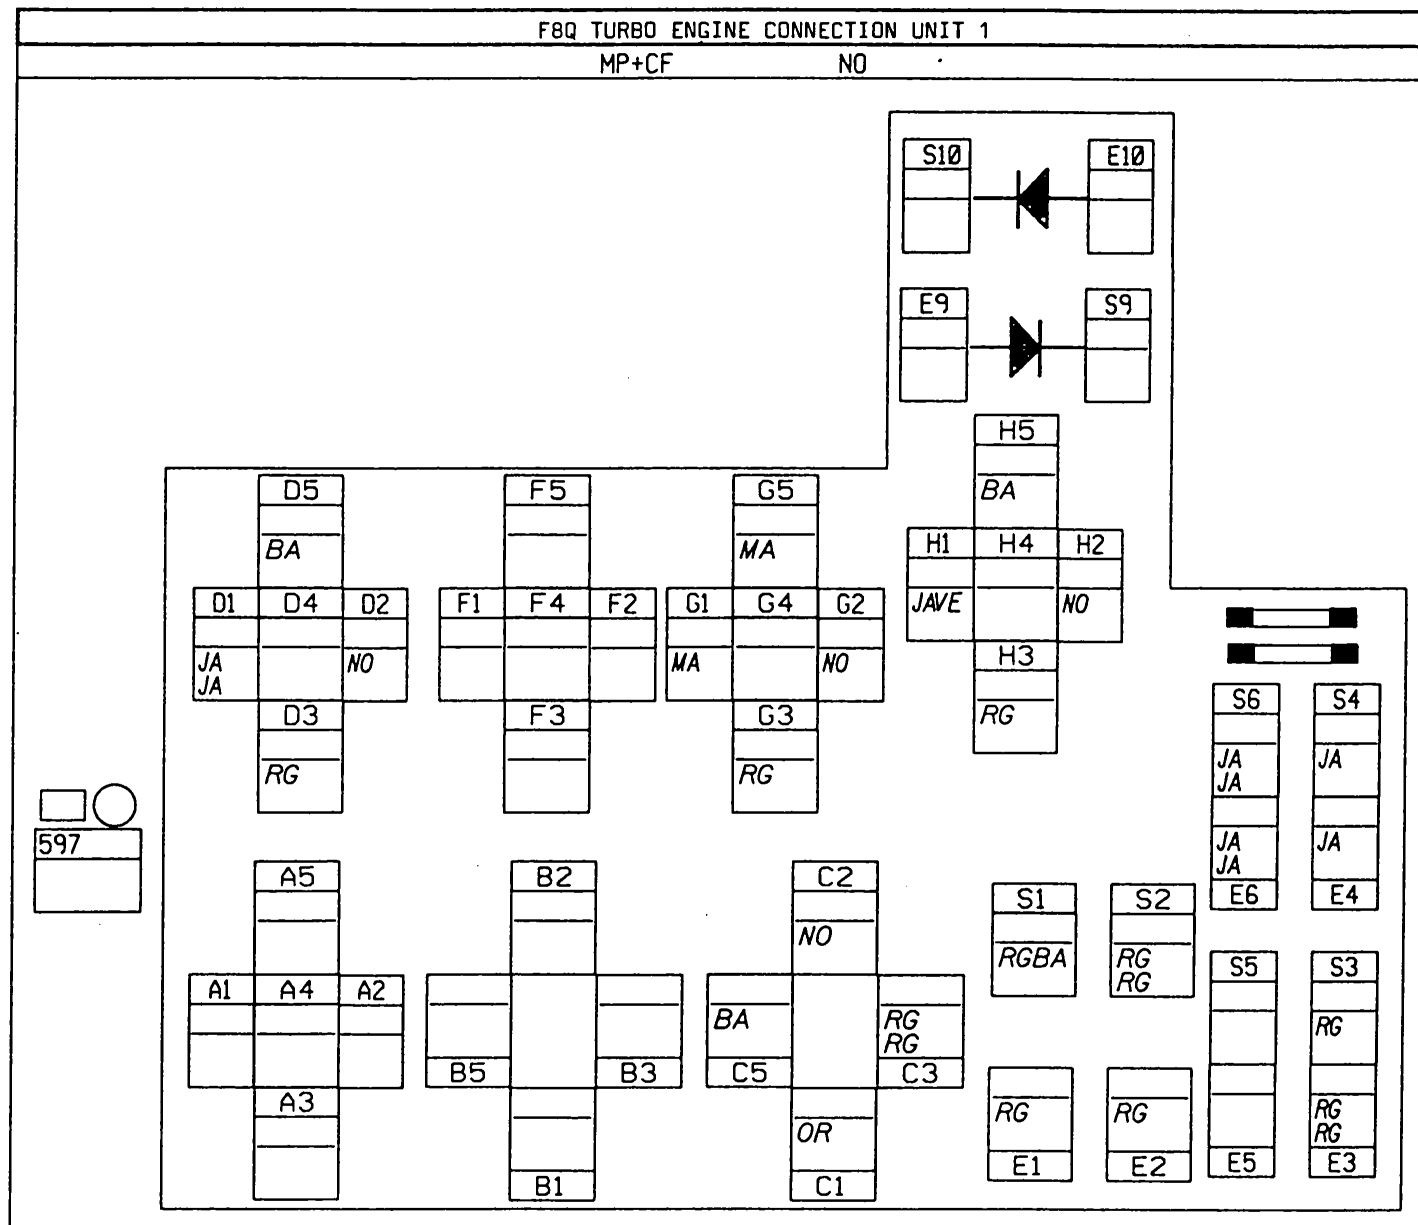 F8Q TURBO ENGINE CONNECTION UNIT 1
MP+CF NO
S10 E10
E9 S9
H5
BA
H1 H4 H2
JAVE NO
H3
RG
D5 F5 G5
BA MA
D1 D4 D2 F1 F4 F2 G1 G4 G2
JA NO MA NO
JA
D3 F3 G3
RG RG
S6 S4
JA JA
JA
JA JA
JA
E6 E4
597
A5 B2 C2
NO
S1 S2
RGBA RG
RG
A1 A4 A2
BA RG
RG
B5 B3 C5 C3
A3
OR
B1 C1
S5 S3
RG
RG
RG
E5 E3
RG RG
E1 E2